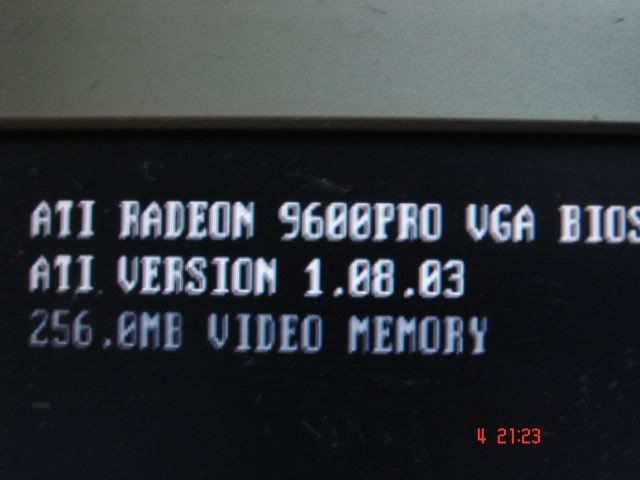 ATI RADEON 9600PRO VGA BIOS
ATI VERSION 1.08.03
256.0MB VIDEO MEMORY
4 21:23